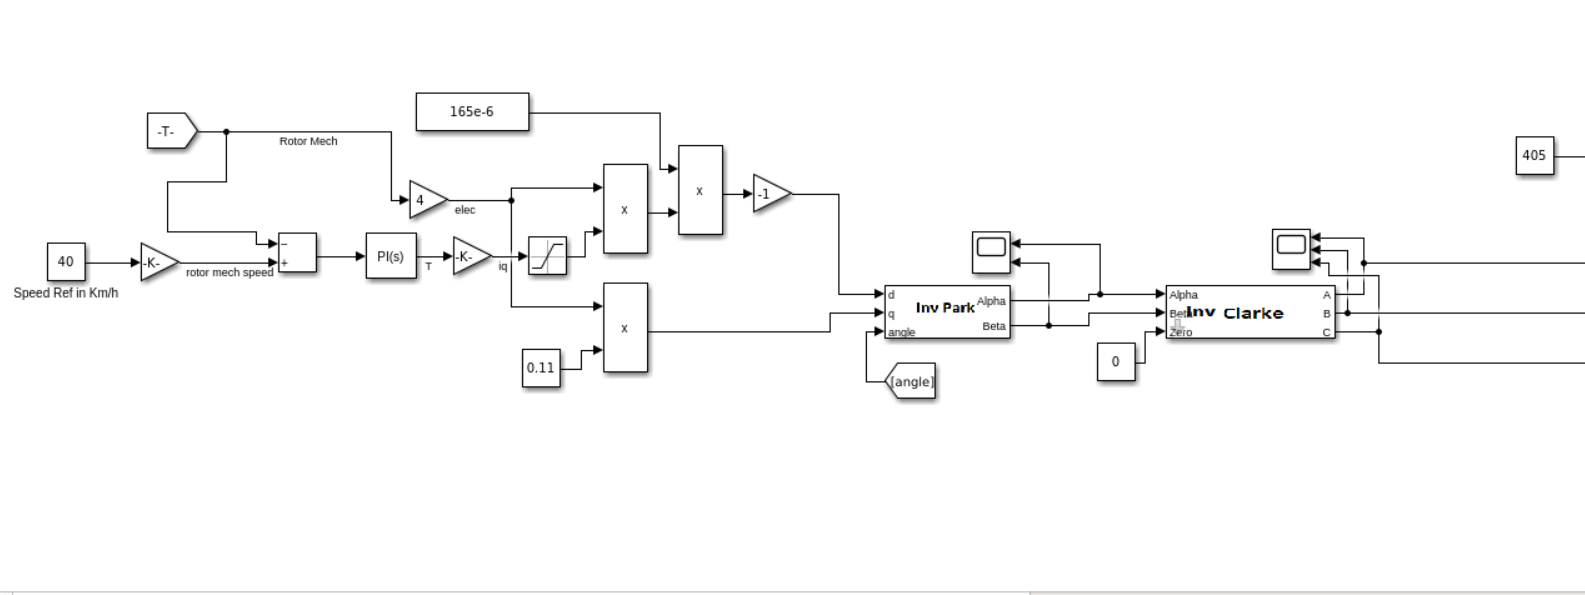 165e-6
-T-
Rotor Mech
405
x
-1
4
elec
x
40
-K-
rotor mech speed
−
+
PI(s)
T
-K-
iq
Speed Ref in Km/h
x
0.11
d
q
angle
Inv Park
Alpha
Beta
[angle]
Alpha
Beta
Zero
Inv Clarke
A
B
C
0